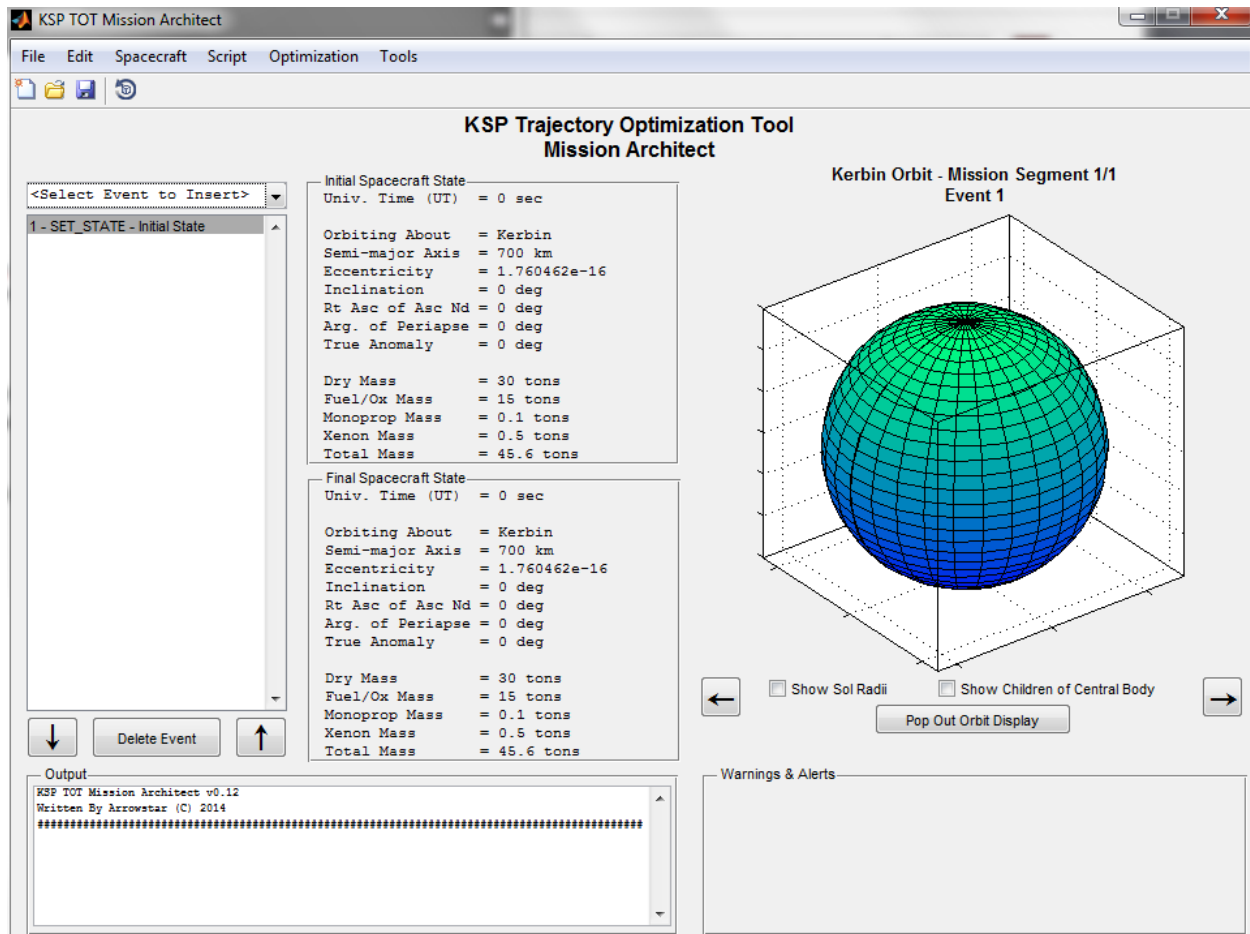 KSP TOT Mission Architect
File Edit Spacecraft Script Optimization Tools
KSP Trajectory Optimization Tool
Mission Architect
<Select Event to Insert>
1 - SET_STATE - Initial State
Delete Event
Initial Spacecraft State
Univ. Time (UT) = 0 sec
Orbiting About = Kerbin
Semi-major Axis = 700 km
Eccentricity = 1.760462e-16
Inclination = 0 deg
Rt Asc of Asc Nd = 0 deg
Arg. of Periapse = 0 deg
True Anomaly = 0 deg
Dry Mass = 30 tons
Fuel/Ox Mass = 15 tons
Monoprop Mass = 0.1 tons
Xenon Mass = 0.5 tons
Total Mass = 45.6 tons
Final Spacecraft State
Univ. Time (UT) = 0 sec
Orbiting About = Kerbin
Semi-major Axis = 700 km
Eccentricity = 1.760462e-16
Inclination = 0 deg
Rt Asc of Asc Nd = 0 deg
Arg. of Periapse = 0 deg
True Anomaly = 0 deg
Dry Mass = 30 tons
Fuel/Ox Mass = 15 tons
Monoprop Mass = 0.1 tons
Xenon Mass = 0.5 tons
Total Mass = 45.6 tons
Kerbin Orbit - Mission Segment 1/1
Event 1
Show SoI Radii
Show Children of Central Body
Pop Out Orbit Display
Output
KSP TOT Mission Architect v0.12
Written By Arrowstar (C) 2014
Warnings & Alerts